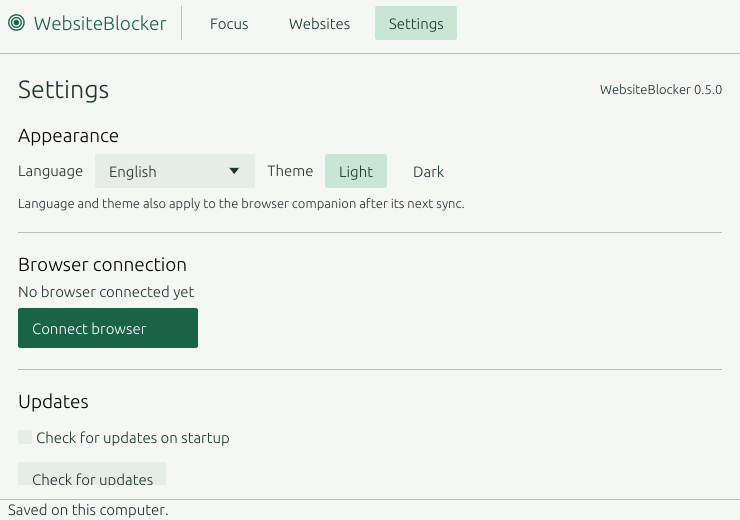 WebsiteBlocker Focus Websites Settings
Settings WebsiteBlocker 0.5.0
Appearance
Language English Theme Light Dark
Language and theme also apply to the browser companion after its next sync.
Browser connection
No browser connected yet
Connect browser
Updates
Check for updates on startup
Check for updates
Saved on this computer.